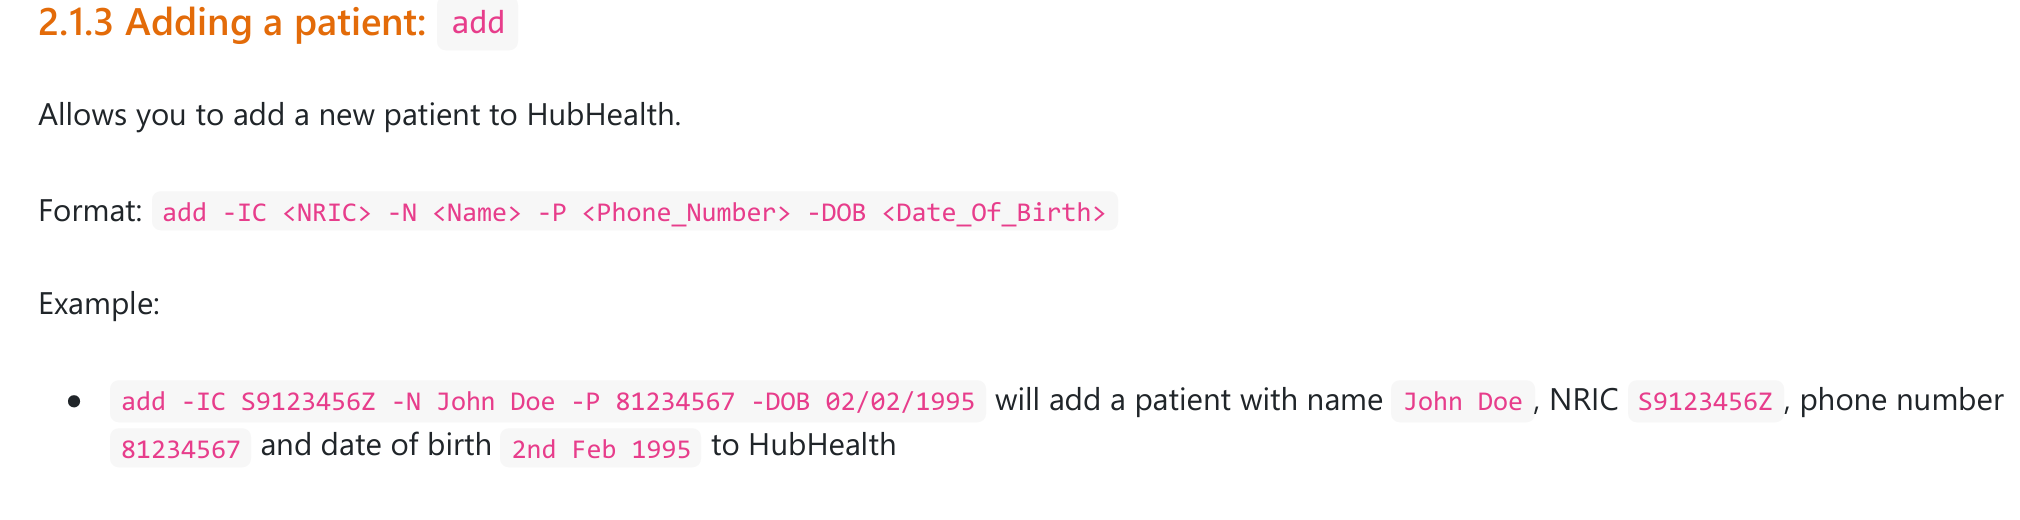 2.1.3 Adding a patient: add
Allows you to add a new patient to HubHealth.
Format: add -IC <NRIC> -N <Name> -P <Phone_Number> -DOB <Date_Of_Birth>
Example:
• add -IC S9123456Z -N John Doe -P 81234567 -DOB 02/02/1995 will add a patient with name John Doe, NRIC S9123456Z, phone number
81234567 and date of birth 2nd Feb 1995 to HubHealth